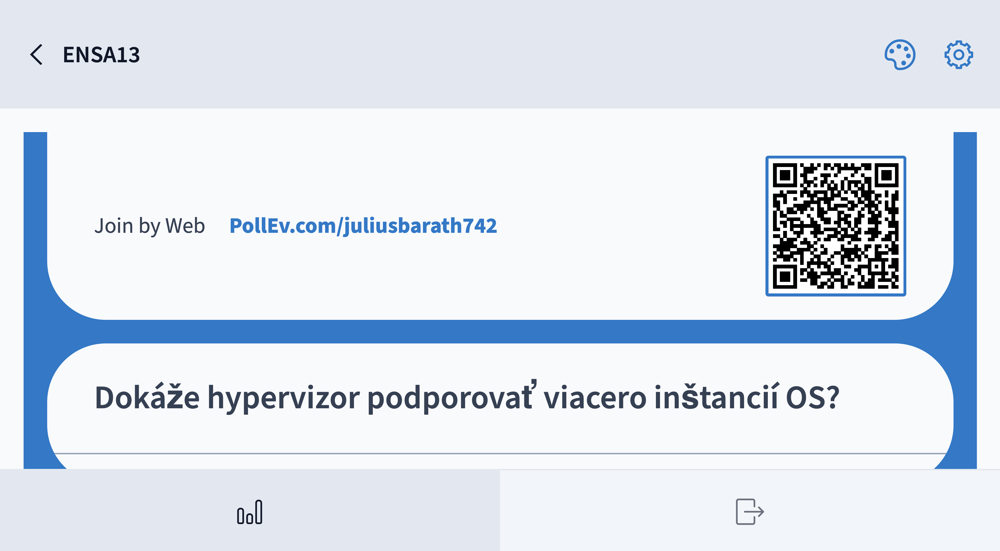 ENSA13
Join by Web PollEv.com/juliusbarath742
Dokáže hypervizor podporovať viacero inštancií OS?